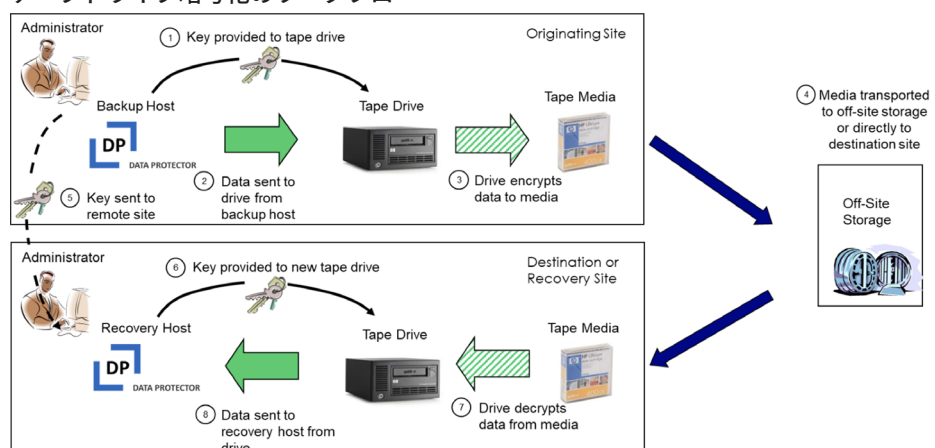 Administrator
1 Key provided to tape drive
Originating Site
Backup Host
Tape Drive
Tape Media
DP
DATA PROTECTOR
2 Data sent to
drive from
backup host
3 Drive encrypts
data to media
4 Media transported
to off-site storage
or directly to
destination site
5 Key sent to
remote site
Off-Site
Storage
Administrator
6 Key provided to new tape drive
Destination or
Recovery Site
Recovery Host
Tape Drive
Tape Media
DP
DATA PROTECTOR
7 Drive decrypts
data from media
8 Data sent to
recovery host from
drive